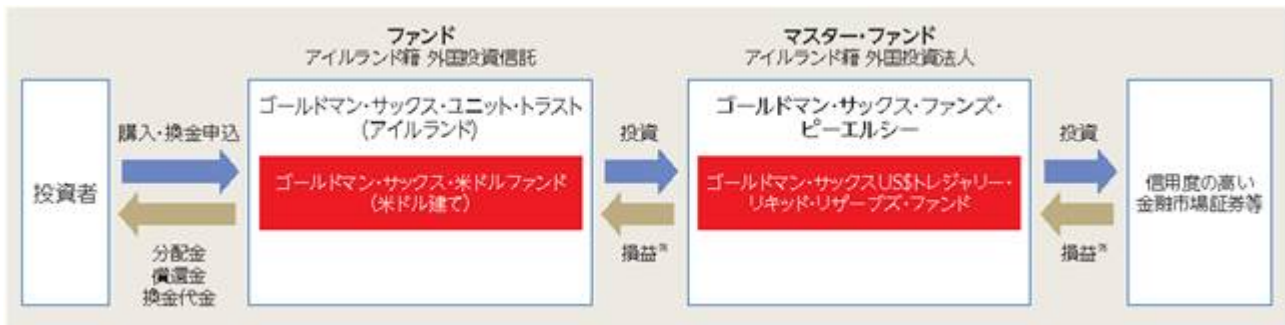 ファンド
アイルランド籍 外国投資信託
マスター・ファンド
アイルランド籍 外国投資法人
投資者
購入・換金申込
分配金
償還金
換金代金
ゴールドマン・サックス・ユニット・トラスト
(アイルランド)
ゴールドマン・サックス・米ドルファンド
(米ドル建て)
投資
損益
ゴールドマン・サックス・ファンズ・
ピーエルシー
ゴールドマン・サックスUS$トレジャリー・
リキッド・リザーブズ・ファンド
投資
損益
信用度の高い
金融市場証券等